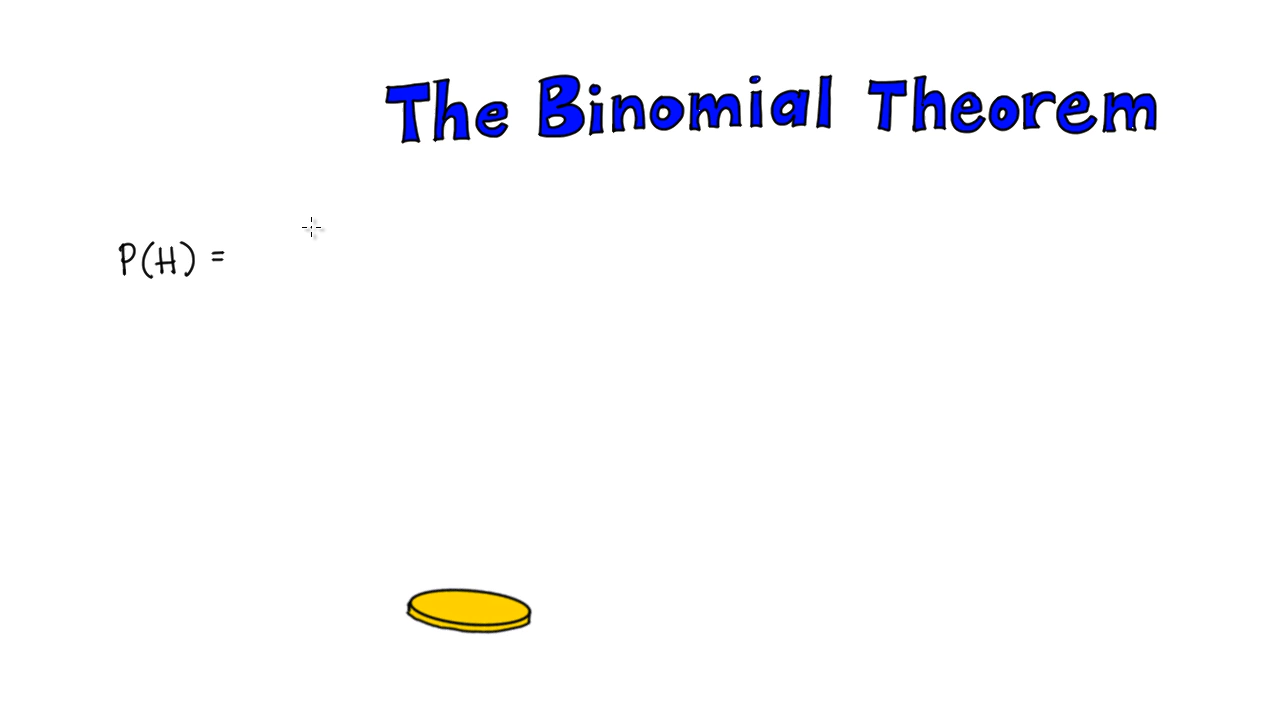 The Binomial Theorem
P(H) =